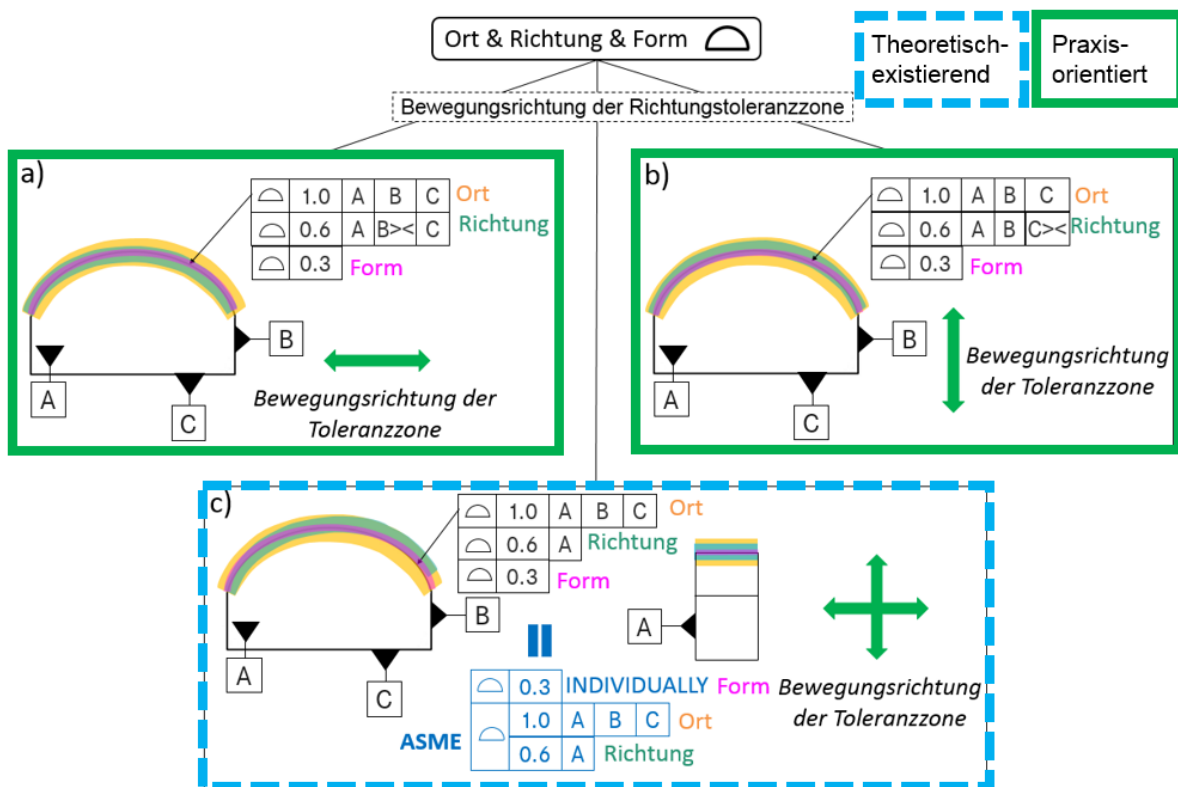 Ort & Richtung & Form
Theoretisch-
existierend
Praxis-
orientiert
Bewegungsrichtung der Richtungstoleranzzone
a)
1.0 A B C Ort
0.6 A B>< C Richtung
0.3 Form
B
A
C
Bewegungsrichtung der
Toleranzzone
b)
1.0 A B C Ort
0.6 A B C>< Richtung
0.3 Form
B
A
C
Bewegungsrichtung
der Toleranzzone
c)
1.0 A B C Ort
0.6 A Richtung
0.3 Form
B
A
C
A
0.3 INDIVIDUALLY Form
ASME
1.0 A B C Ort
0.6 A Richtung
Bewegungsrichtung
der Toleranzzone